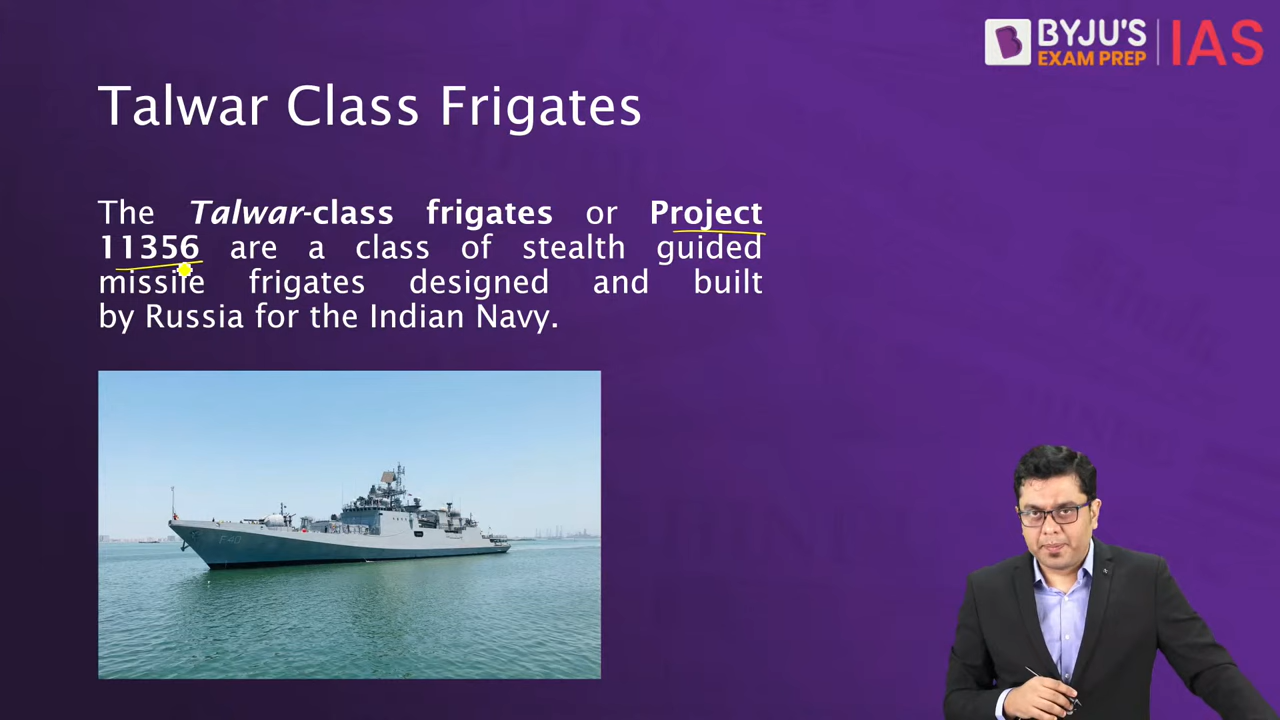 BYJU'S
EXAM PREP
IAS
Talwar Class Frigates
The Talwar-class frigates or Project
11356 are a class of stealth guided
missile frigates designed and built
by Russia for the Indian Navy.
F40